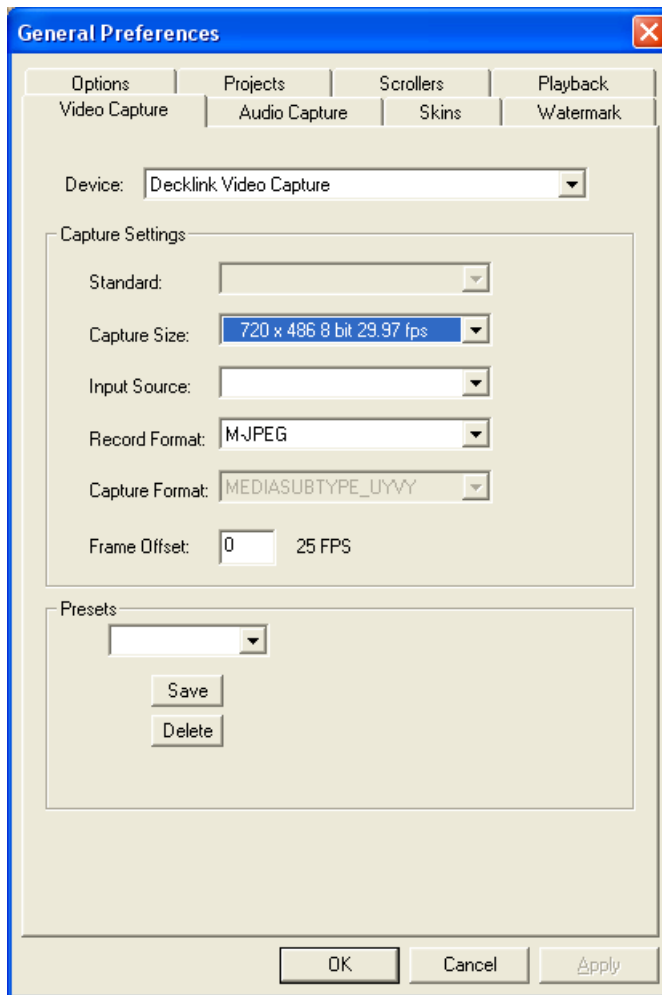 General Preferences
Options Projects Scrollers Playback
Video Capture Audio Capture Skins Watermark
Device: Decklink Video Capture
Capture Settings
Standard:
Capture Size: 720 x 486 8 bit 29.97 fps
Input Source:
Record Format: M-JPEG
Capture Format: MEDIASUBTYPE_UYVY
Frame Offset: 0 25 FPS
Presets
Save
Delete
OK Cancel Apply